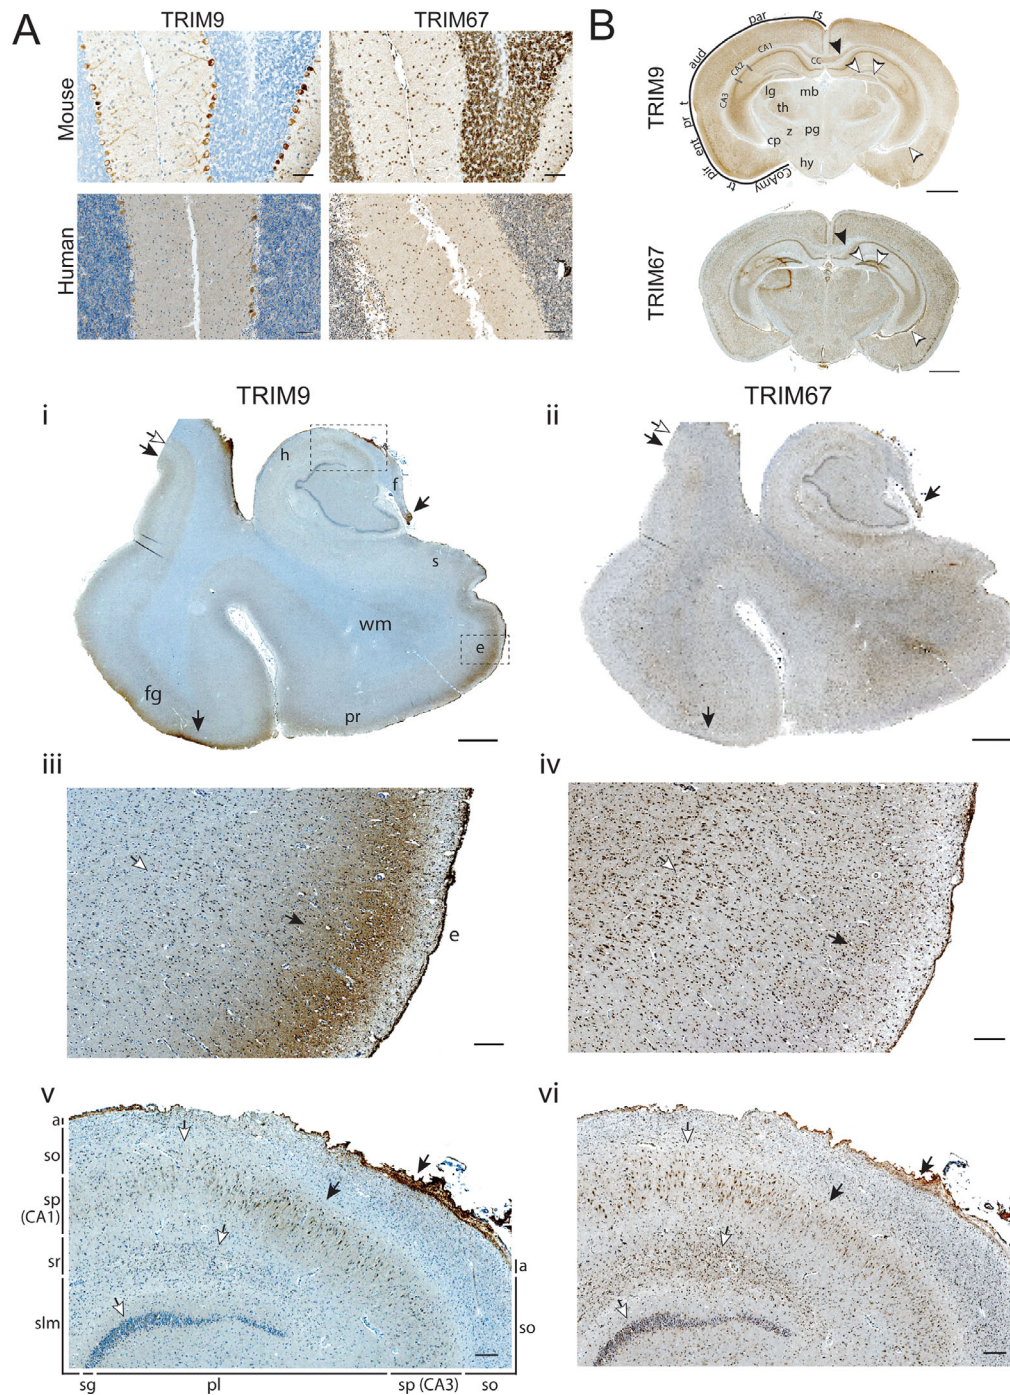 A
TRIM9
TRIM67
Mouse
Human
B
TRIM9
par
rs
aud
t
pr
ent
pir
tr
CoAmy
CA1
CA2
CA3
CC
lg
mb
th
z
pg
cp
hy
TRIM67
TRIM9
TRIM67
i
h
f
s
wm
e
fg
pr
ii
iii
e
iv
v
a
so
sp
(CA1)
sr
slm
a
so
sg
pl
sp (CA3)
so
vi